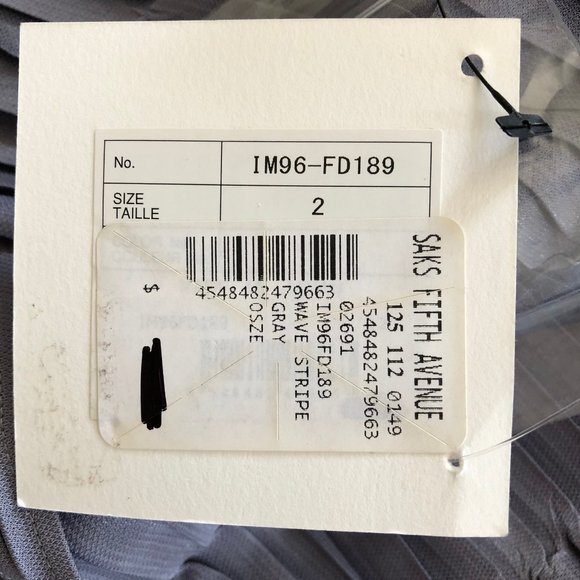 No. IM96-FD189
SIZE
TAILLE 2
SAKS FIFTH AVENUE
125 112 0149
4548482479663
02691
IM96FD189
WAVE STRIPE
GRAY
OSZE
4548482479663
$